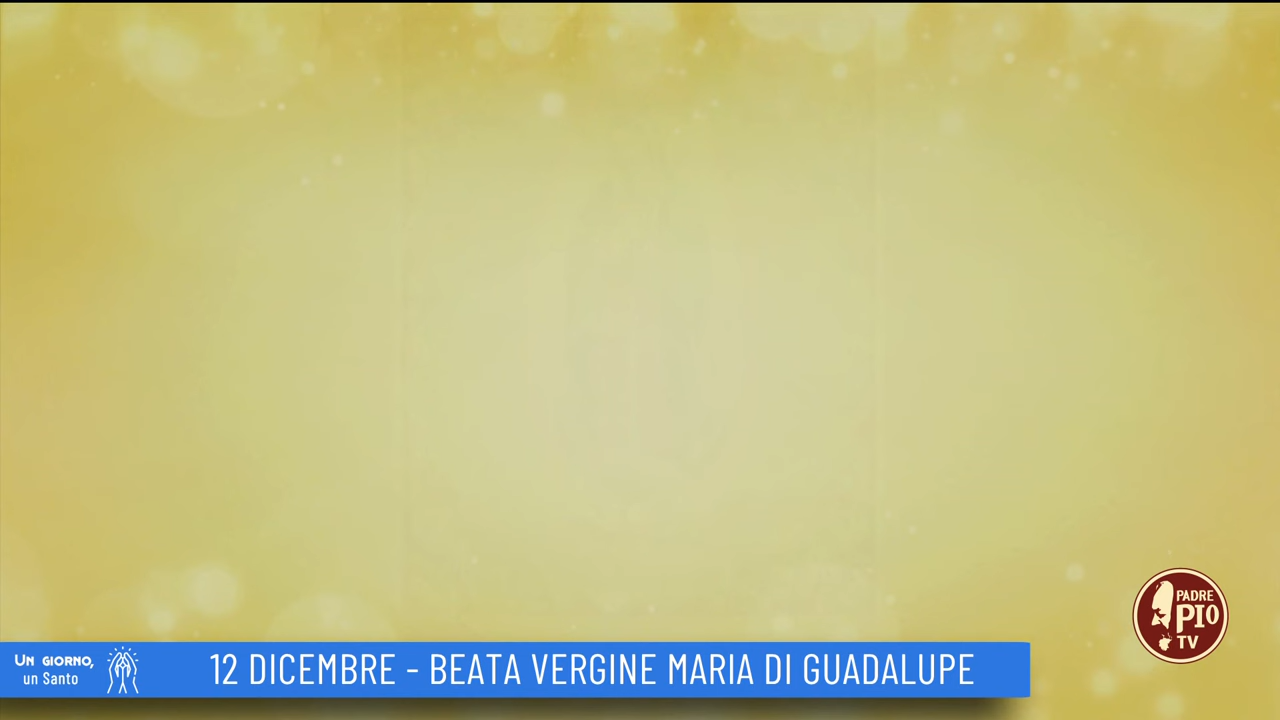 UN GIORNO,
un Santo
12 DICEMBRE - BEATA VERGINE MARIA DI GUADALUPE
PADRE
PIO
TV